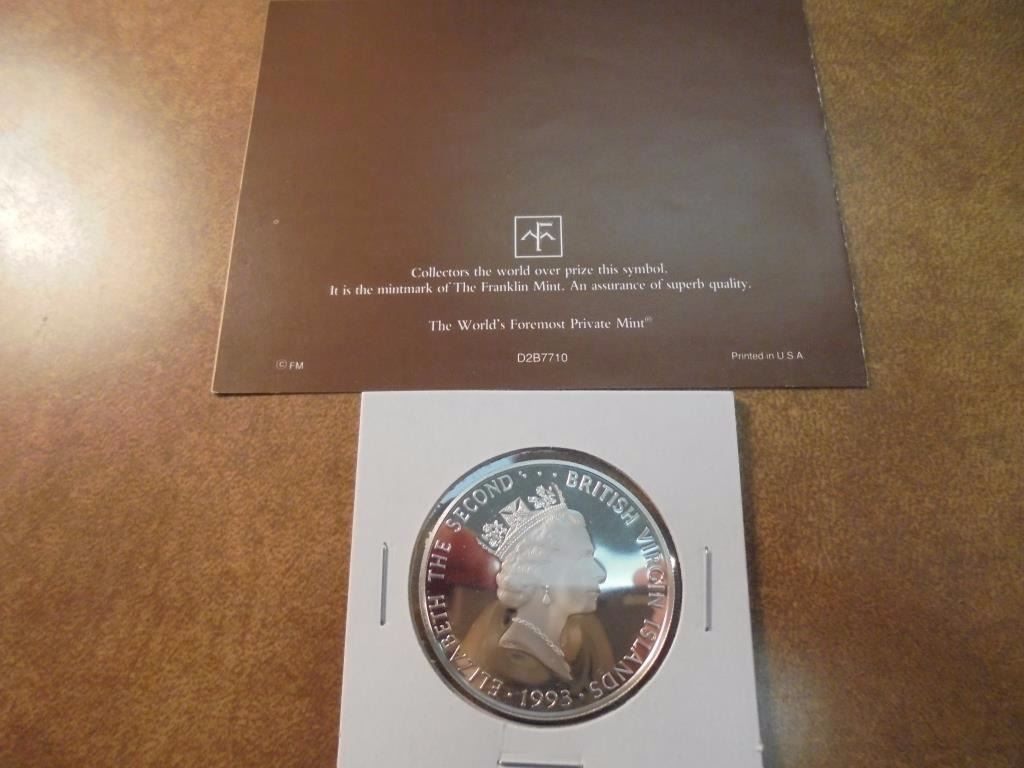 Collectors the world over prize this symbol.
It is the mintmark of The Franklin Mint. An assurance of superb quality.
The World's Foremost Private Mint®
© FM
D2B7710
Printed in U.S.A
ELIZABETH THE SECOND · · · BRITISH VIRGIN ISLANDS · 1993 ·